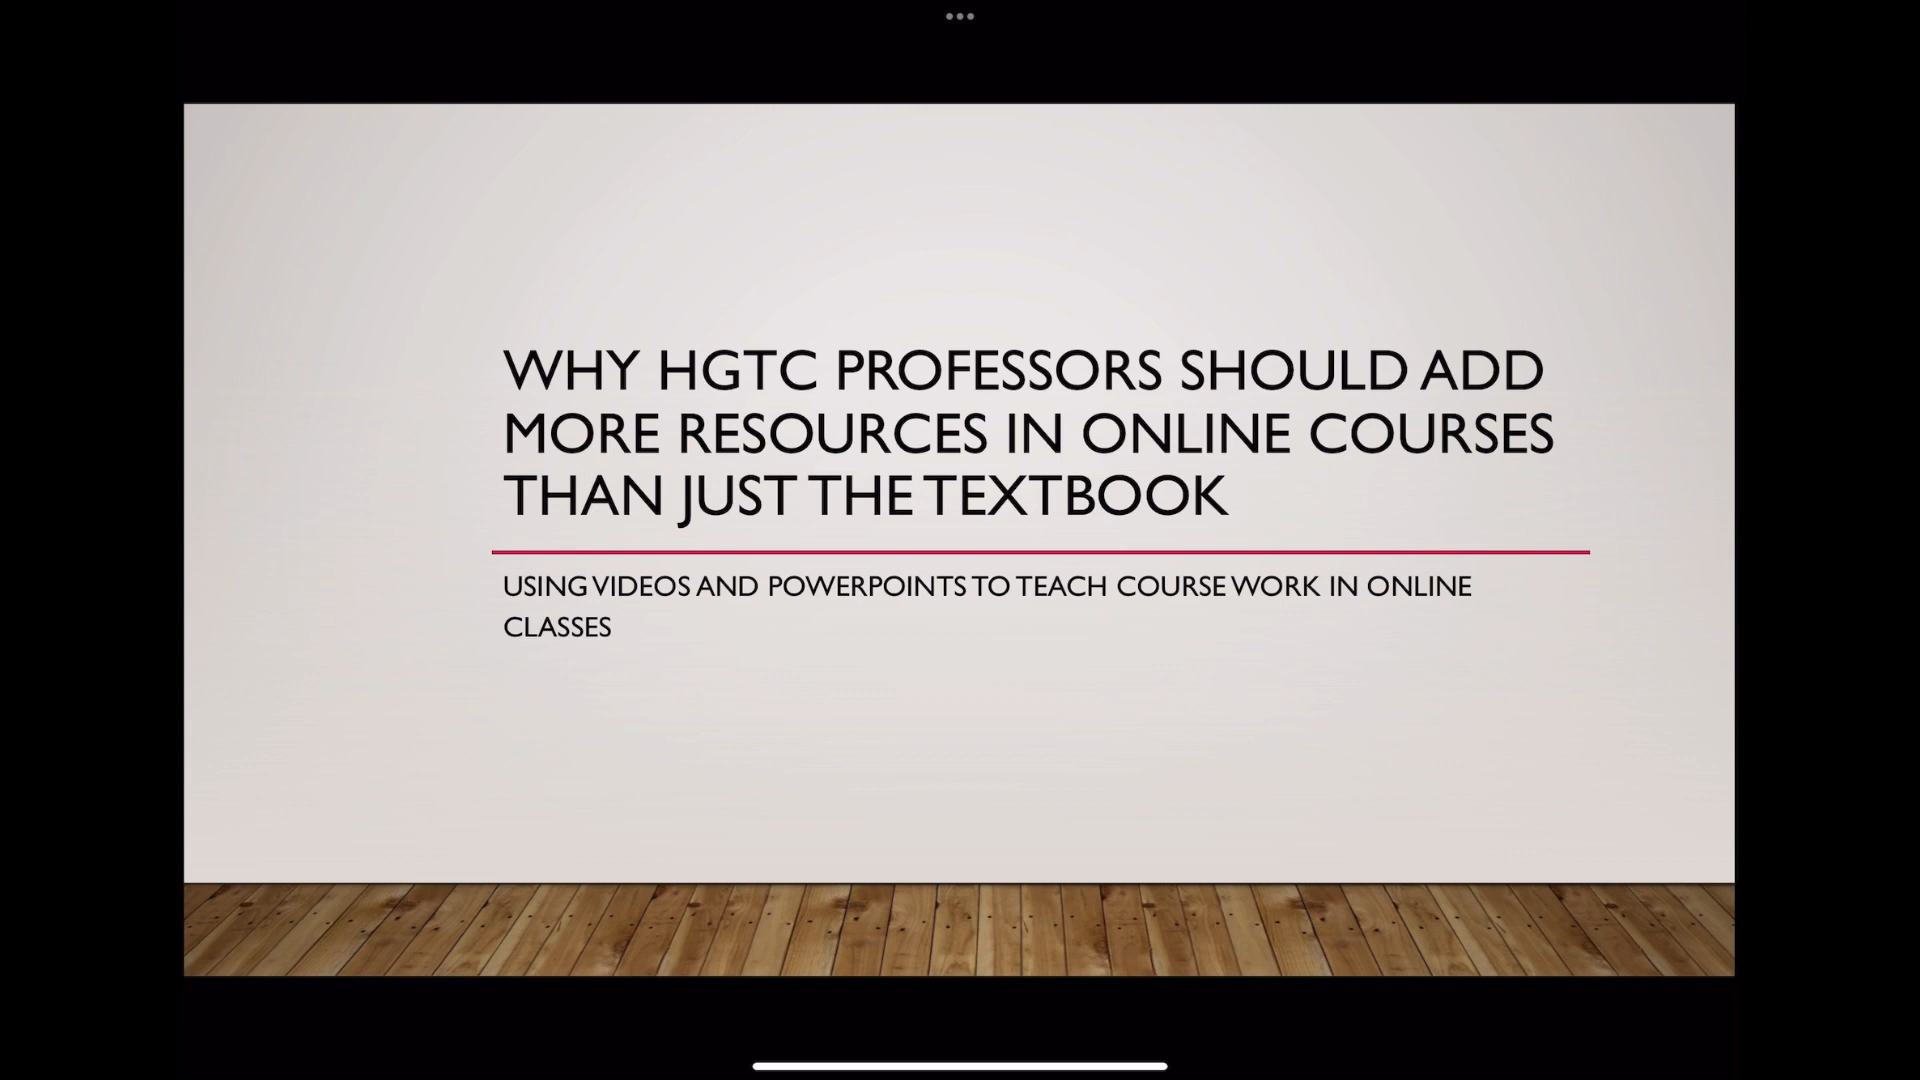 WHY HGTC PROFESSORS SHOULD ADD
MORE RESOURCES IN ONLINE COURSES
THAN JUST THE TEXTBOOK
USING VIDEOS AND POWERPOINTS TO TEACH COURSE WORK IN ONLINE
CLASSES